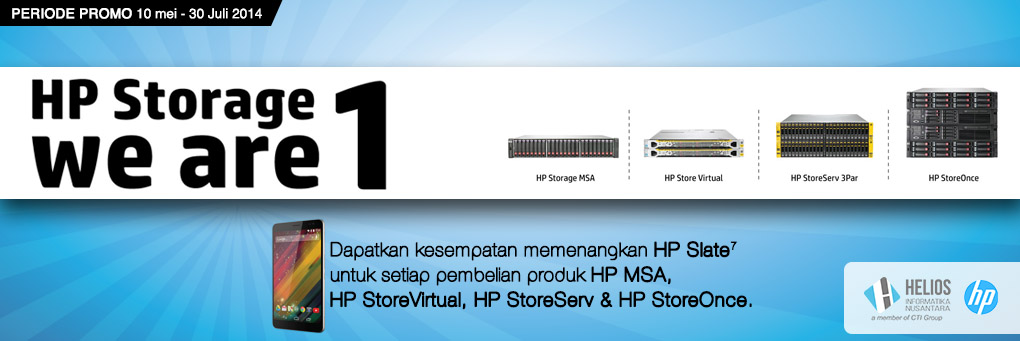 PERIODE PROMO 10 mei - 30 Juli 2014
HP Storage
we are 1
HP Storage MSA
HP Store Virtual
HP StoreServ 3Par
HP StoreOnce
Dapatkan kesempatan memenangkan HP Slate⁷
untuk setiap pembelian produk HP MSA,
HP StoreVirtual, HP StoreServ & HP StoreOnce.
HELIOS
INFORMATIKA
NUSANTARA
a member of CTI Group
hp